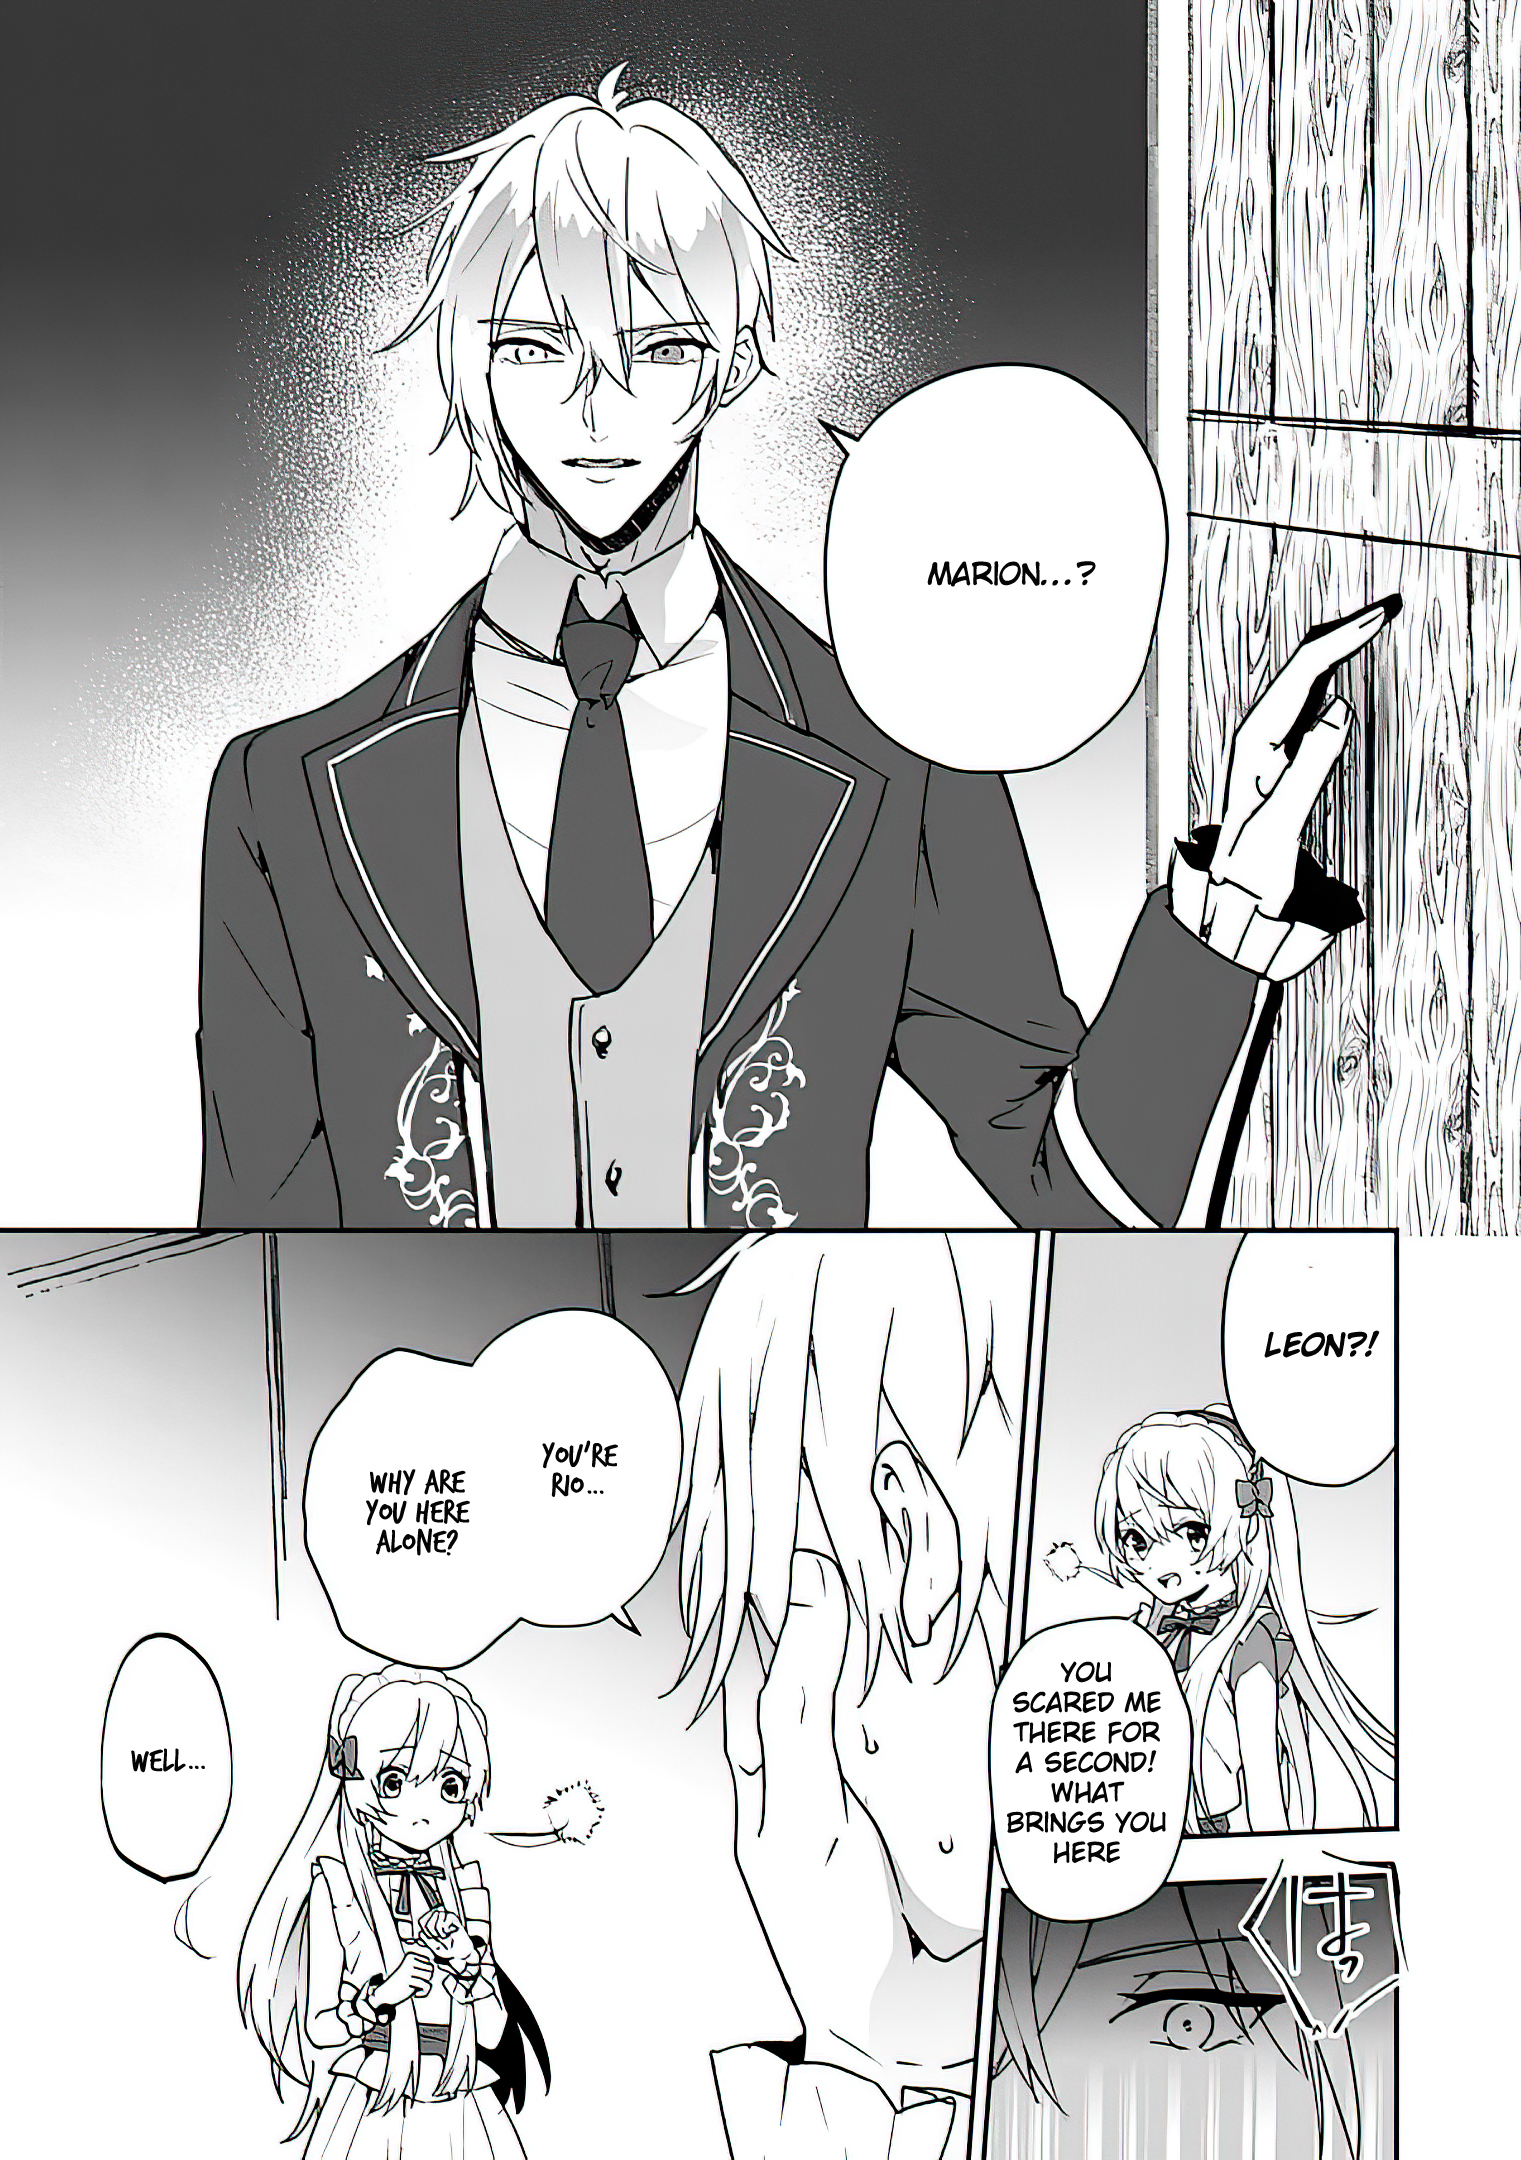 MARION...?
LEON?!
YOU
SCARED ME
THERE FOR
A SECOND!
WHAT
BRINGS YOU
HERE
はっ
YOU'RE
RIO...
WHY ARE
YOU HERE
ALONE?
WELL...